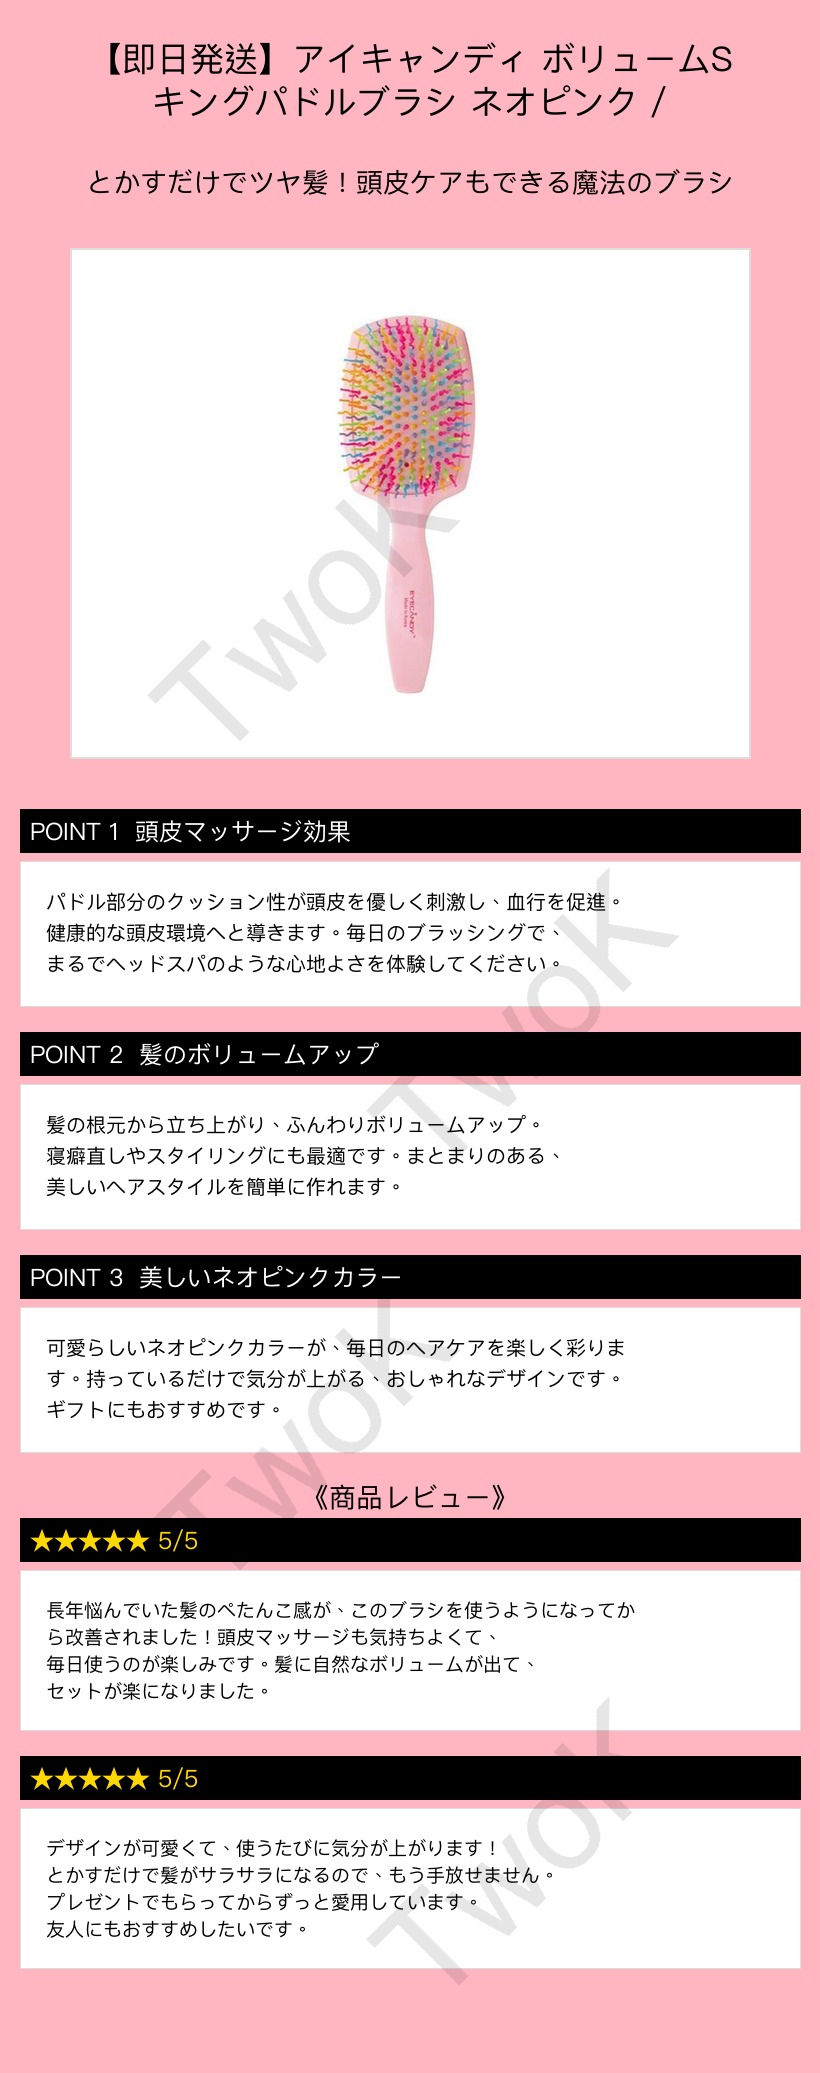 【即日発送】アイキャンディ ボリュームS
キングパドルブラシ ネオピンク /
とかすだけでツヤ髪！頭皮ケアもできる魔法のブラシ
EYECANDY™
Made in Korea
TwoK
POINT 1 頭皮マッサージ効果
パドル部分のクッション性が頭皮を優しく刺激し、血行を促進。
健康的な頭皮環境へと導きます。毎日のブラッシングで、
まるでヘッドスパのような心地よさを体験してください。
TwoK
POINT 2 髪のボリュームアップ
髪の根元から立ち上がり、ふんわりボリュームアップ。
寝癖直しやスタイリングにも最適です。まとまりのある、
美しいヘアスタイルを簡単に作れます。
POINT 3 美しいネオピンクカラー
可愛らしいネオピンクカラーが、毎日のヘアケアを楽しく彩りま
す。持っているだけで気分が上がる、おしゃれなデザインです。
ギフトにもおすすめです。
TwoK
《商品レビュー》
★★★★★ 5/5
長年悩んでいた髪のぺたんこ感が、このブラシを使うようになってか
ら改善されました！頭皮マッサージも気持ちよくて、
毎日使うのが楽しみです。髪に自然なボリュームが出て、
セットが楽になりました。
★★★★★ 5/5
デザインが可愛くて、使うたびに気分が上がります！
とかすだけで髪がサラサラになるので、もう手放せません。
プレゼントでもらってからずっと愛用しています。
友人にもおすすめしたいです。
TwoK